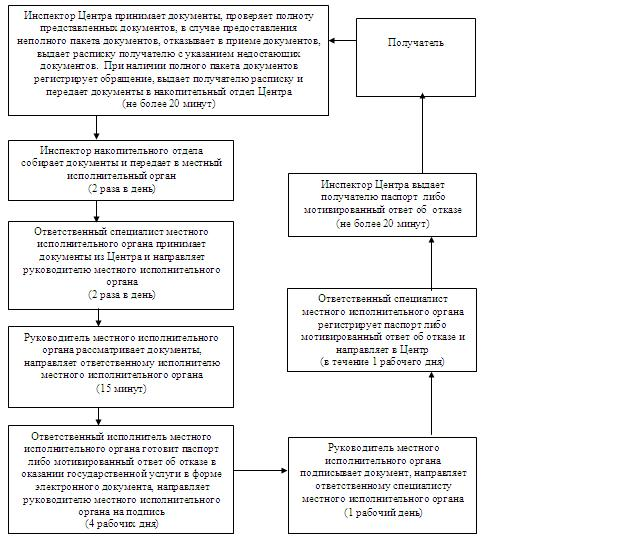 Инспектор Центра принимает документы, проверяет полноту
представленных документов, в случае предоставления
неполного пакета документов, отказывает в приеме документов,
выдает расписку получателю с указанием недостающих
документов. При наличии полного пакета документов
регистрирует обращение, выдает получателю расписку и
передает документы в накопительный отдел Центра
(не более 20 минут)
Получатель
Инспектор накопительного отдела
собирает документы и передает в местный
исполнительный орган
(2 раза в день)
Ответственный специалист местного
исполнительного органа принимает
документы из Центра и направляет
руководителю местного исполнительного
органа
(2 раза в день)
Руководитель местного исполнительного
органа рассматривает документы,
направляет ответственному исполнителю
местного исполнительного органа
(15 минут)
Ответственный исполнитель местного
исполнительного органа готовит паспорт
либо мотивированный ответ об отказе в
оказании государственной услуги в форме
электронного документа, направляет
руководителю местного исполнительного
органа на подпись
(4 рабочих дня)
Руководитель местного
исполнительного органа
подписывает документ, направляет
ответственному специалисту
местного исполнительного органа
(1 рабочий день)
Ответственный специалист
местного исполнительного органа
регистрирует паспорт либо
мотивированный ответ об отказе и
направляет в Центр
(в течение 1 рабочего дня)
Инспектор Центра выдает
получателю паспорт либо
мотивированный ответ об отказе
(не более 20 минут)